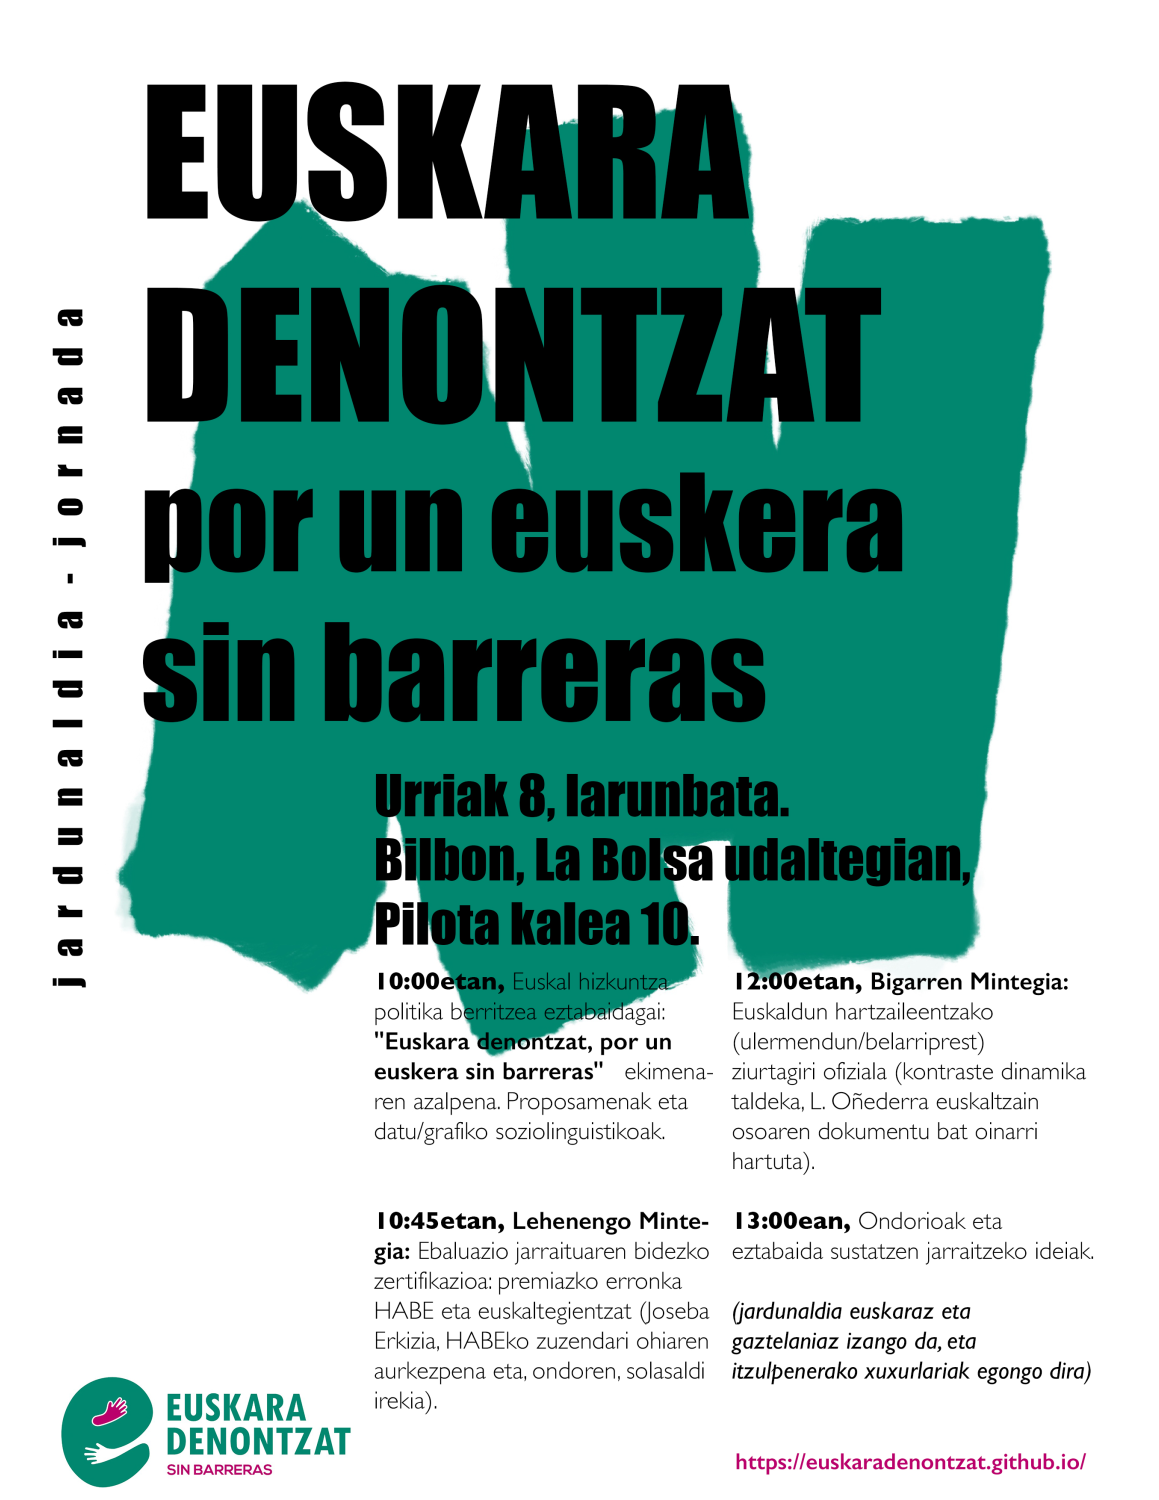 EUSKARA
DENONTZAT
por un euskera
sin barreras
jardunaldia - jornada
Urriak 8, larunbata.
Bilbon, La Bolsa udaltegian,
Pilota kalea 10.
10:00etan, Euskal hizkuntza
politika berritzea eztabaidagai:
"Euskara denontzat, por un
euskera sin barreras" ekimena-
ren azalpena. Proposamenak eta
datu/grafiko soziolinguistikoak.
10:45etan, Lehenengo Minte-
gia: Ebaluazio jarraituaren bidezko
zertifikazioa: premiazko erronka
HABE eta euskaltegientzat (Joseba
Erkizia, HABEko zuzendari ohiaren
aurkezpena eta, ondoren, solasaldi
irekia).
12:00etan, Bigarren Mintegia:
Euskaldun hartzaileentzako
(ulermendun/belarriprest)
ziurtagiri ofiziala (kontraste dinamika
taldeka, L. Oñederra euskaltzain
osoaren dokumentu bat oinarri
hartuta).
13:00ean, Ondorioak eta
eztabaida sustatzen jarraitzeko ideiak.
(jardunaldia euskaraz eta
gaztelaniaz izango da, eta
itzulpenerako xuxurlariak egongo dira)
EUSKARA
DENONTZAT
SIN BARRERAS
https://euskaradenontzat.github.io/